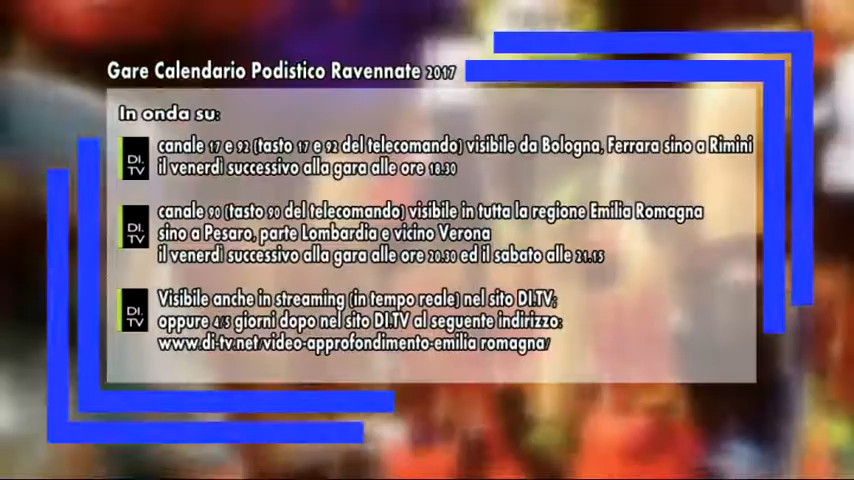 Gare Calendario Podistico Ravennate 2017
In onda su:
DI.
TV
canale 17 e 92 (tasto 17 e 92 del telecomando) visibile da Bologna, Ferrara sino a Rimini
il venerdì successivo alla gara alle ore 18.30
DI.
TV
canale 90 (tasto 90 del telecomando) visibile in tutta la regione Emilia Romagna
sino a Pesaro, parte Lombardia e vicino Verona
il venerdì successivo alla gara alle ore 20.30 ed il sabato alle 21.15
DI.
TV
Visibile anche in streaming (in tempo reale) nel sito DI.TV;
oppure 4/5 giorni dopo nel sito DI.TV al seguente indirizzo:
www.di-tv.net/video-approfondimento-emilia romagna/